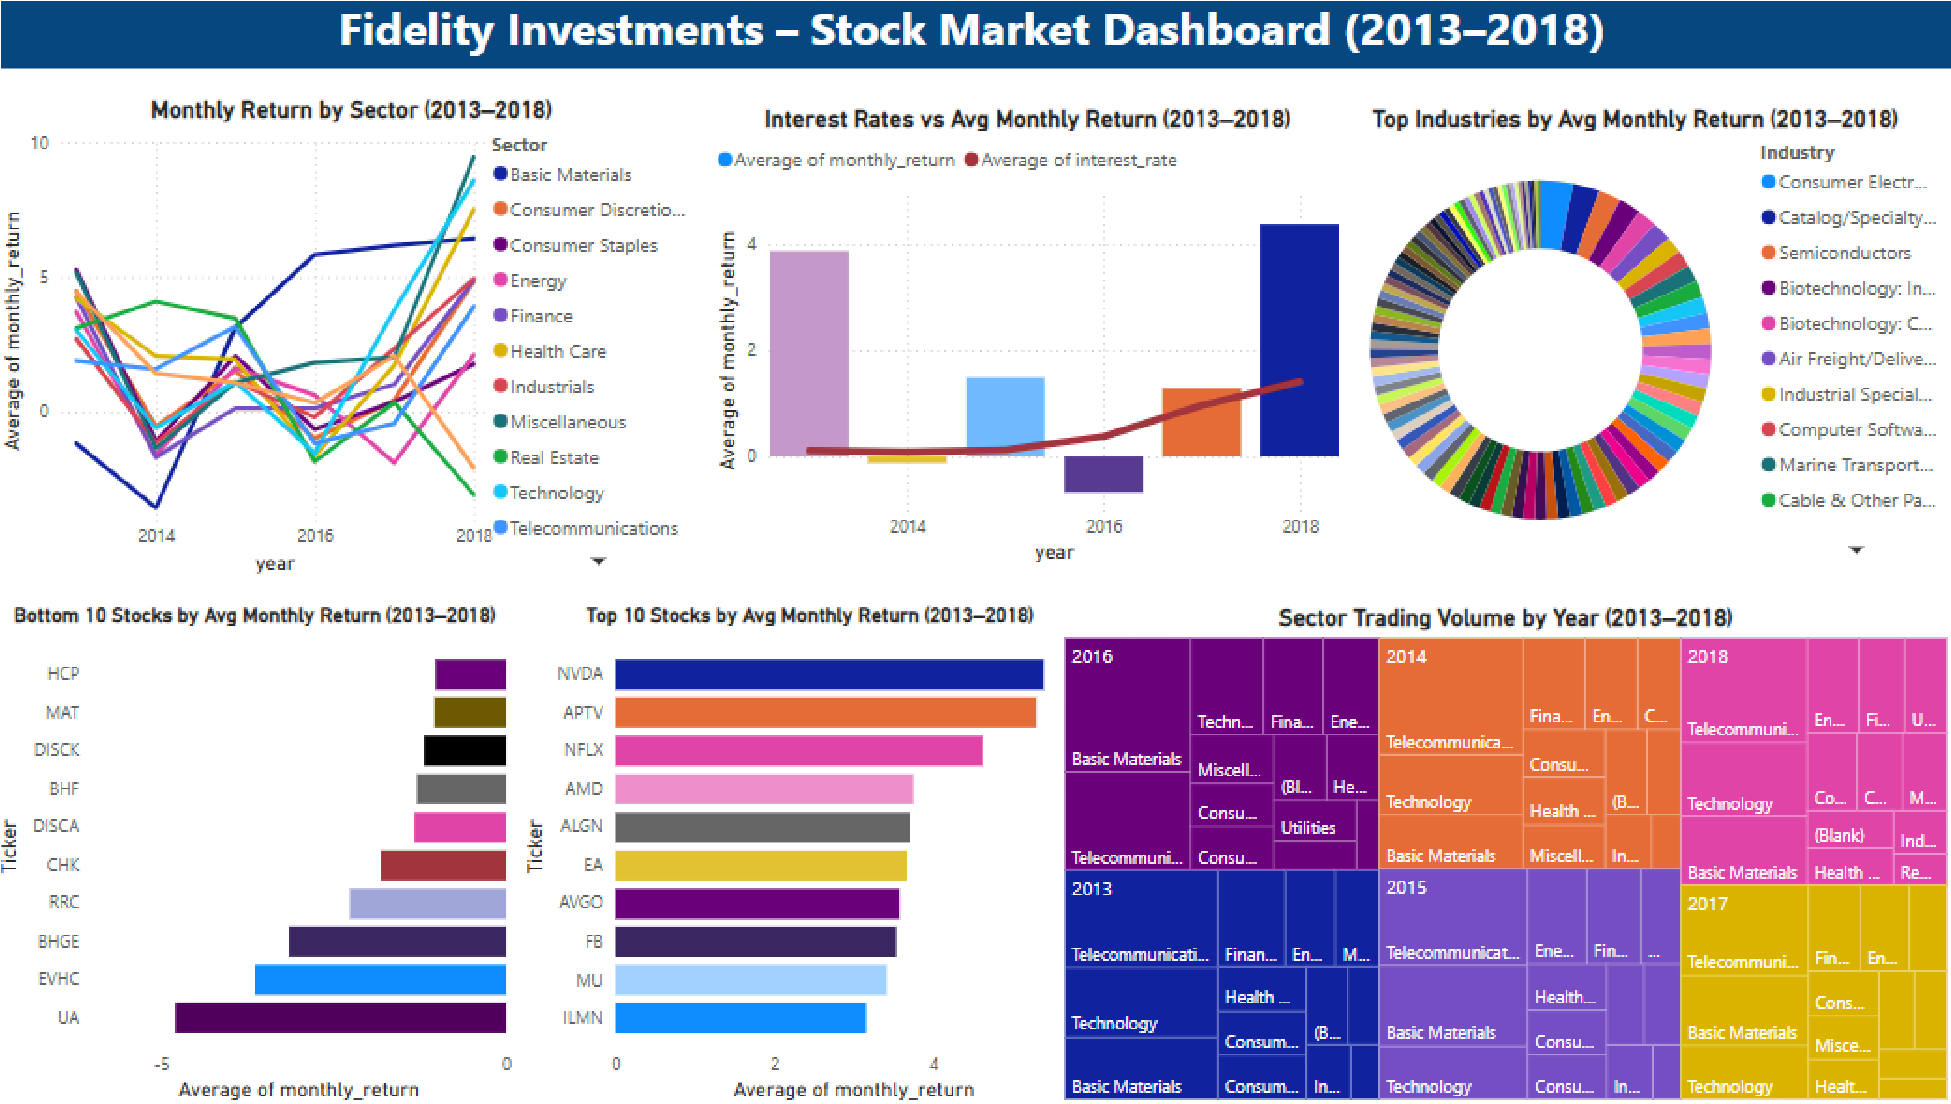 Fidelity Investments – Stock Market Dashboard (2013–2018)
Monthly Return by Sector (2013–2018)
10
5
0
Average of monthly_return
2014
2016
2018
year
Sector
Basic Materials
Consumer Discretio...
Consumer Staples
Energy
Finance
Health Care
Industrials
Miscellaneous
Real Estate
Technology
Telecommunications
Interest Rates vs Avg Monthly Return (2013–2018)
Average of monthly_return
Average of interest_rate
4
2
0
Average of monthly_return
2014
2016
2018
year
Top Industries by Avg Monthly Return (2013–2018)
Industry
Consumer Electr...
Catalog/Specialty...
Semiconductors
Biotechnology: In...
Biotechnology: C...
Air Freight/Delive...
Industrial Special...
Computer Softwa...
Marine Transport...
Cable & Other Pa...
Bottom 10 Stocks by Avg Monthly Return (2013–2018)
Ticker
HCP
MAT
DISCK
BHF
DISCA
CHK
RRC
BHGE
EVHC
UA
-5
0
Average of monthly_return
Top 10 Stocks by Avg Monthly Return (2013–2018)
Ticker
NVDA
APTV
NFLX
AMD
ALGN
EA
AVGO
FB
MU
ILMN
0
2
4
Average of monthly_return
Sector Trading Volume by Year (2013–2018)
2016
Basic Materials
Telecommuni...
Techn...
Fina...
Ene...
Miscell...
(Bl...
He...
Consu...
Utilities
Consu...
2014
Telecommunica...
Technology
Basic Materials
Fina...
En...
C...
Consu...
Health ...
(B...
Miscell...
In...
2018
Telecommuni...
Technology
Basic Materials
En...
Fi...
U...
Co...
C...
M...
(Blank)
Ind...
Health ...
Re...
2013
Telecommunicati...
Technology
Basic Materials
Finan...
En...
M...
Health ...
Consum...
(B...
Consum...
In...
2015
Telecommunicat...
Basic Materials
Technology
Ene...
Fin...
...
Health...
Consu...
Consu...
In...
2017
Telecommuni...
Basic Materials
Technology
Fin...
En...
Cons...
Misce...
Healt...